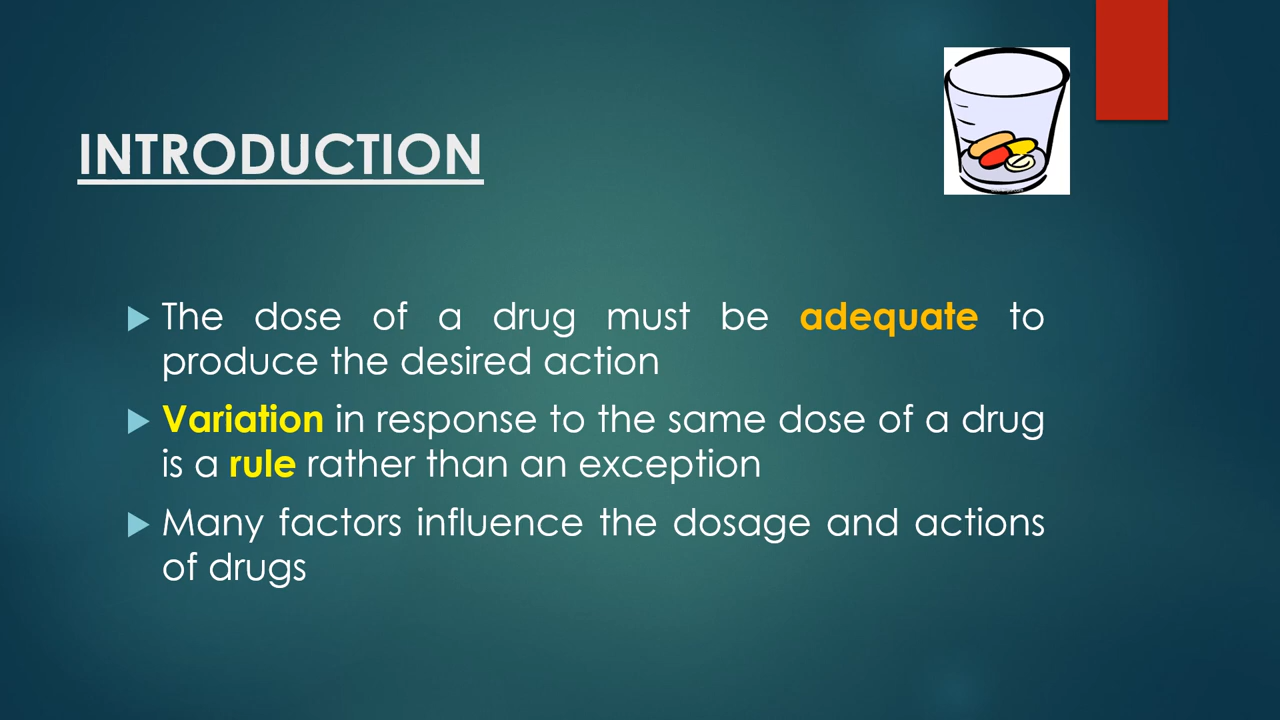 INTRODUCTION
The dose of a drug must be adequate to
produce the desired action
Variation in response to the same dose of a drug
is a rule rather than an exception
Many factors influence the dosage and actions
of drugs